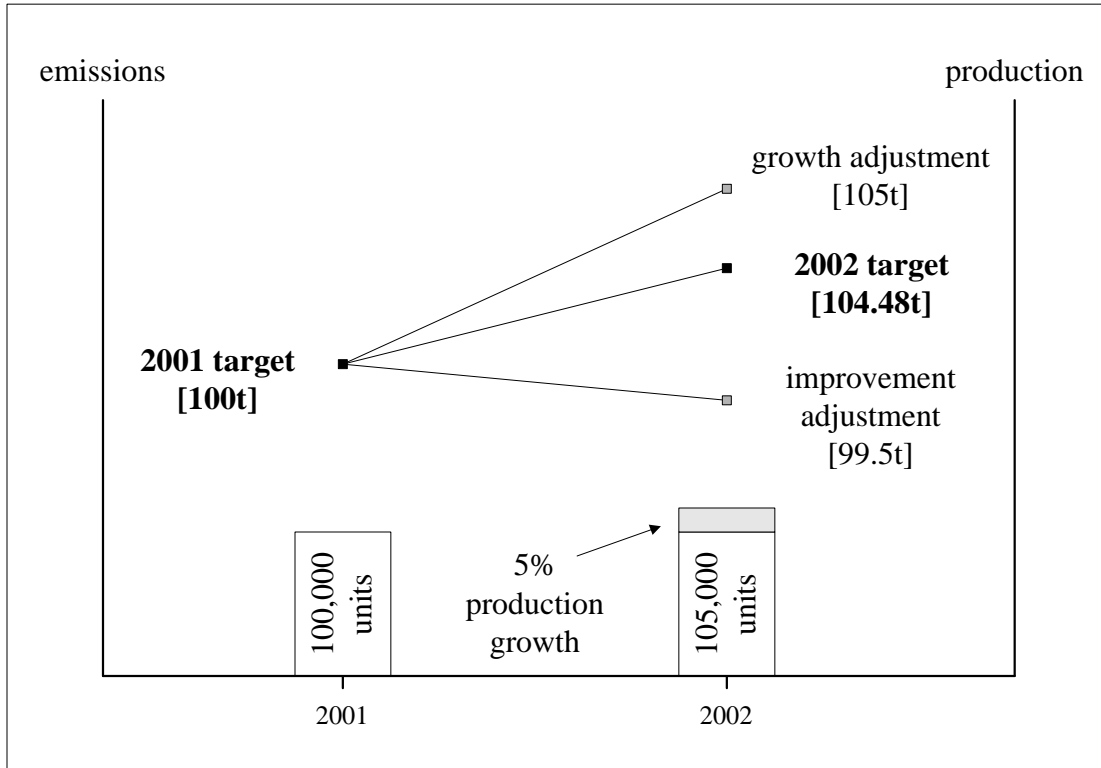 emissions
production
growth adjustment
[105t]
2002 target
[104.48t]
2001 target
[100t]
improvement
adjustment
[99.5t]
100,000
units
5%
production
growth
105,000
units
2001
2002